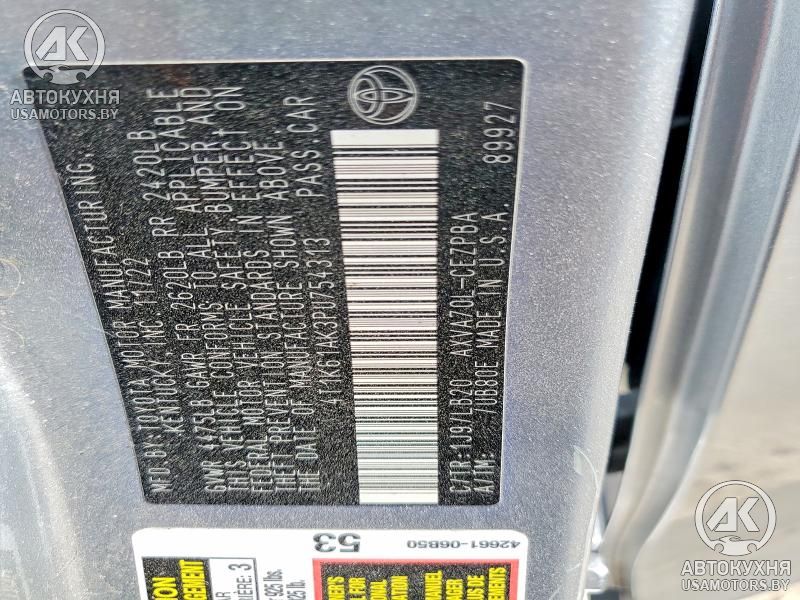 MFD. BY: TOYOTA MOTOR MANUFACTURING,
KENTUCKY, INC. 11/22
GVWR 4475LB GAWR FR 2620LB RR 2420LB
THIS VEHICLE CONFORMS TO ALL APPLICABLE
FEDERAL MOTOR VEHICLE SAFETY, BUMPER, AND
THEFT PREVENTION STANDARDS IN EFFECT ON
THE DATE OF MANUFACTURE SHOWN ABOVE.
4T1K61AK3PU754313 PASS. CAR
C/TR:1J9/LB20 AXVA70L-CEZPBA
A/TM: /UB80E MADE IN U.S.A. 89927
АК
АВТОКУХНЯ
USAMOTORS.BY
53
42661-06B50
АК
АВТОКУХНЯ
USAMOTORS.BY